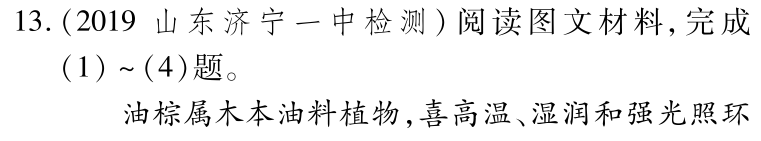 13.(2019 山东济宁一中检测)阅读图文材料,完成
(1)~(4)题。
油棕属木本油料植物,喜高温、湿润和强光照环